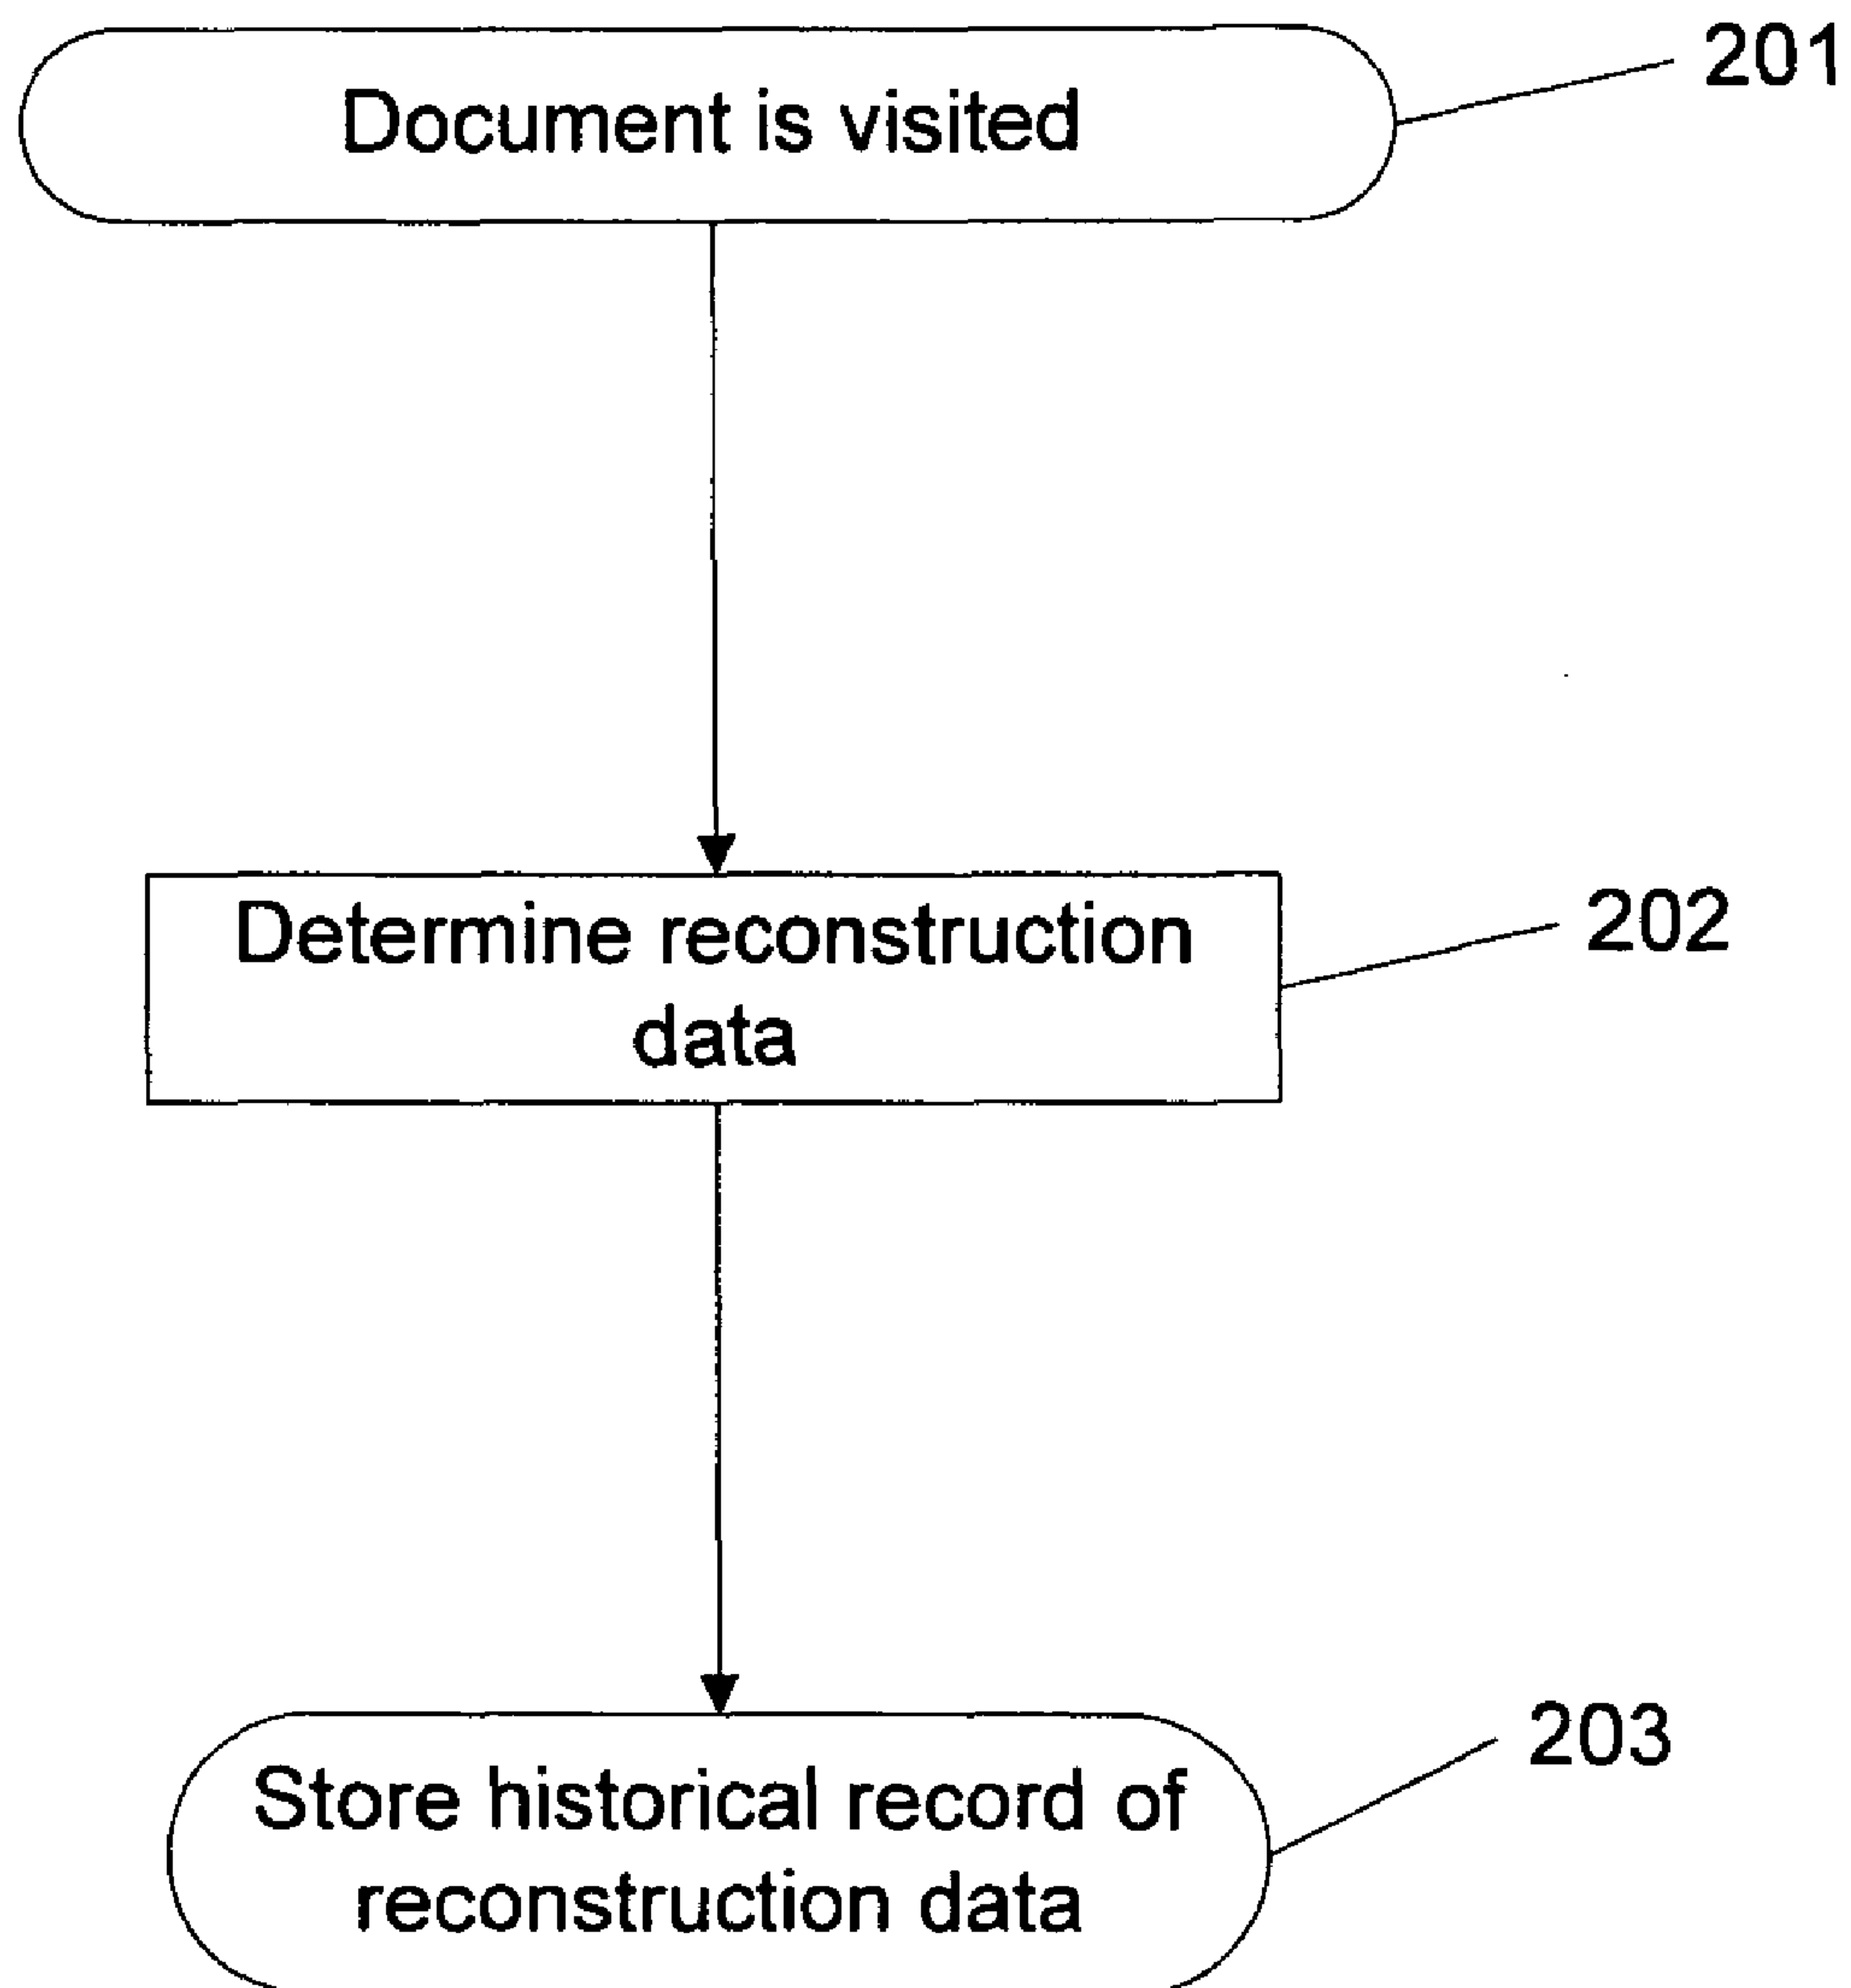 Document is visited
201
Determine reconstruction
data
202
Store historical record of
reconstruction data
203